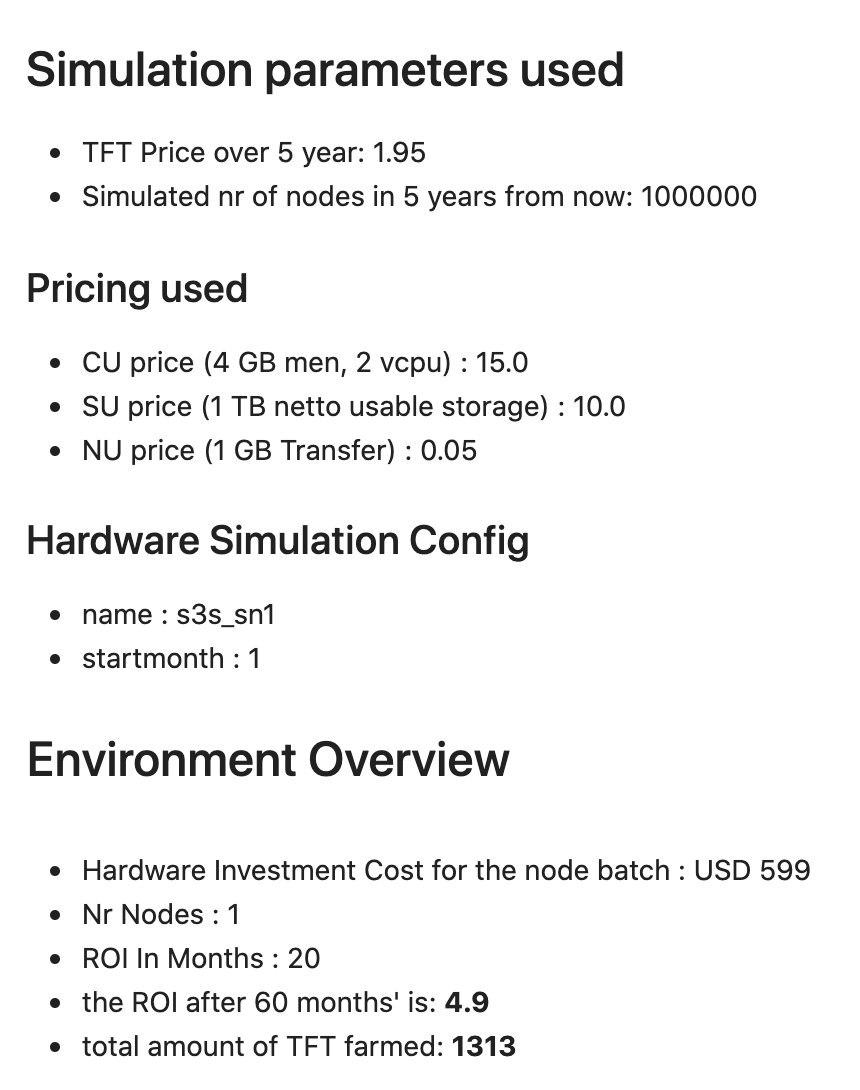 Simulation parameters used
• TFT Price over 5 year: 1.95
• Simulated nr of nodes in 5 years from now: 1000000
Pricing used
• CU price (4 GB men, 2 vcpu) : 15.0
• SU price (1 TB netto usable storage) : 10.0
• NU price (1 GB Transfer) : 0.05
Hardware Simulation Config
• name : s3s_sn1
• startmonth : 1
Environment Overview
• Hardware Investment Cost for the node batch : USD 599
• Nr Nodes : 1
• ROI In Months : 20
• the ROI after 60 months' is: 4.9
• total amount of TFT farmed: 1313